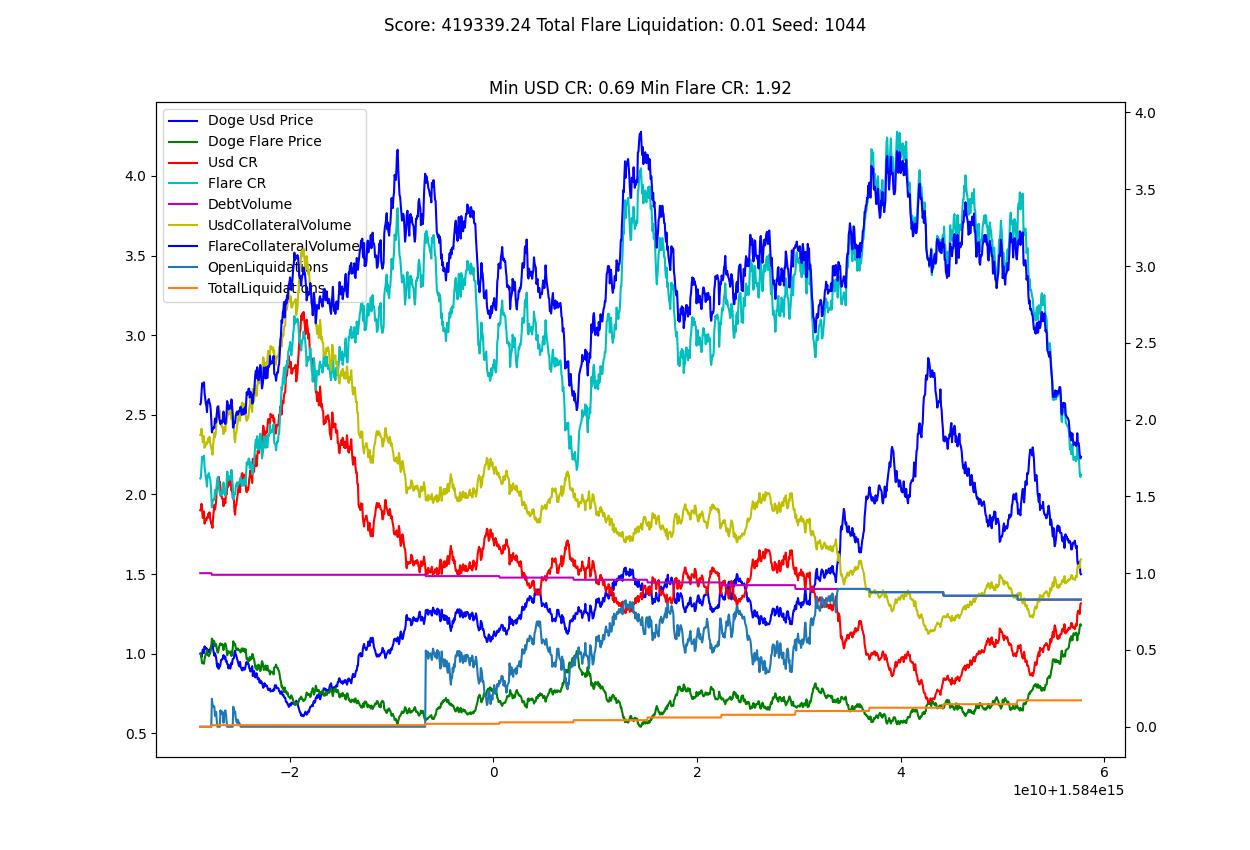 Score: 419339.24 Total Flare Liquidation: 0.01 Seed: 1044
Min USD CR: 0.69 Min Flare CR: 1.92
Doge Usd Price
Doge Flare Price
Usd CR
Flare CR
DebtVolume
UsdCollateralVolume
FlareCollateralVolume
OpenLiquidations
TotalLiquidations
4.0
3.5
3.0
2.5
2.0
1.5
1.0
0.5
4.0
3.5
3.0
2.5
2.0
1.5
1.0
0.5
0.0
−2
0
2
4
6
1e10+1.584e15